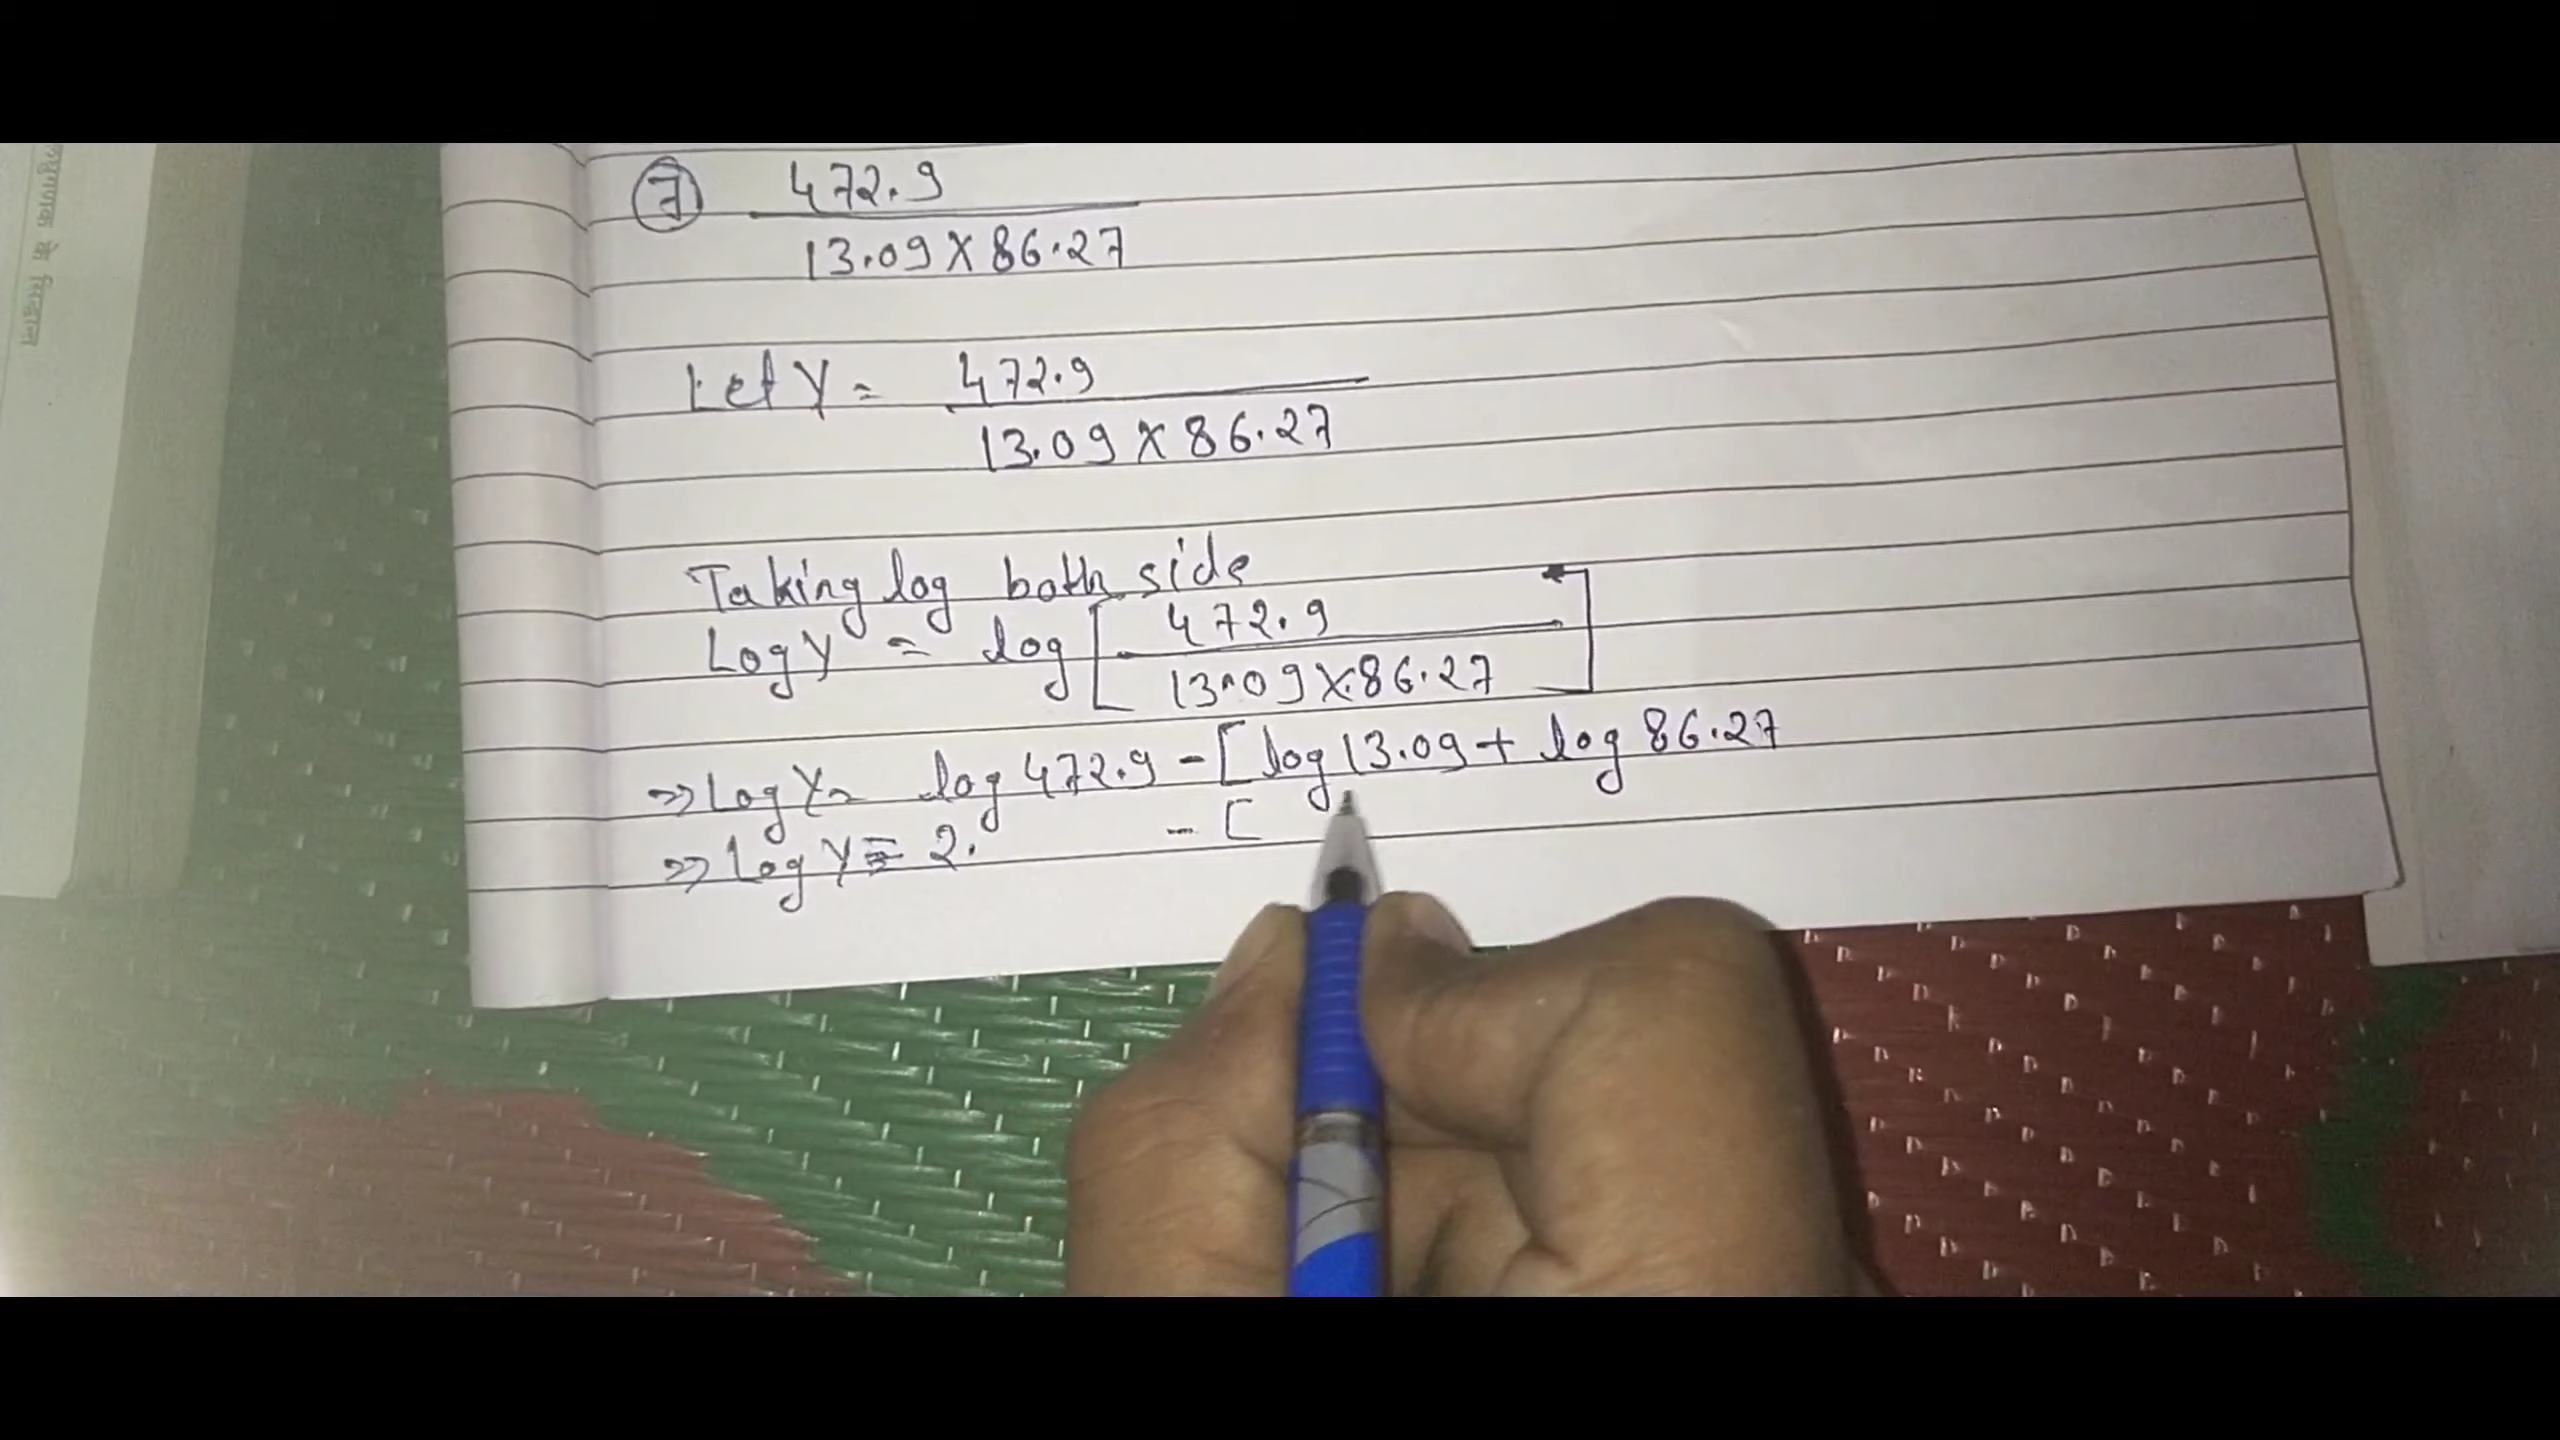 7 472.9
13.09 X 86.27
Let Y = 472.9
13.09 X 86.27
Taking log both side
Log Y = log [ 472.9
13.09 X 86.27 ]
=> Log Y = log 472.9 - [ log 13.09 + log 86.27
=> Log Y = 2. - [